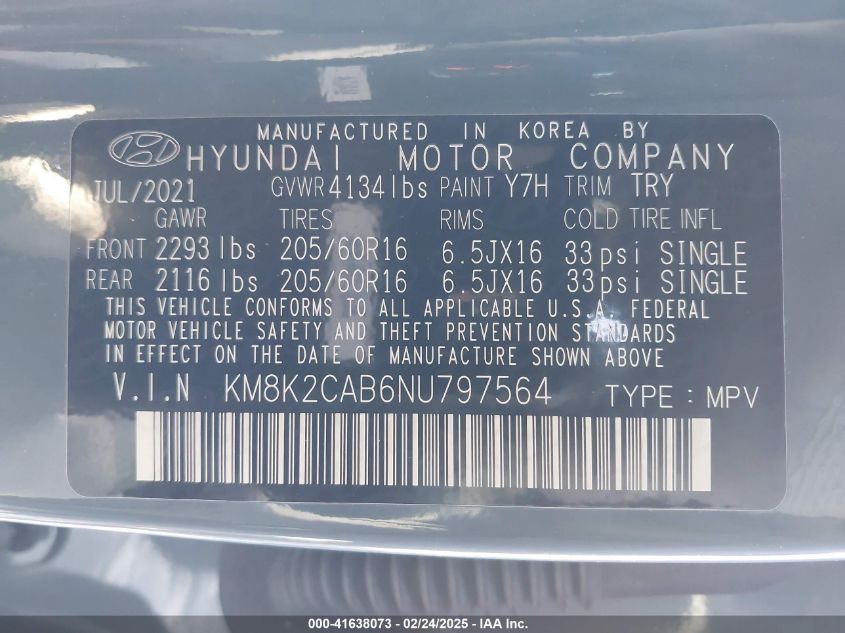 MANUFACTURED IN KOREA BY
HYUNDAI MOTOR COMPANY
JUL/2021 GVWR 4134 lbs PAINT Y7H TRIM TRY
GAWR TIRES RIMS COLD TIRE INFL
FRONT 2293 lbs 205/60R16 6.5JX16 33psi SINGLE
REAR 2116 lbs 205/60R16 6.5JX16 33psi SINGLE
THIS VEHICLE CONFORMS TO ALL APPLICABLE U.S.A. FEDERAL
MOTOR VEHICLE SAFETY AND THEFT PREVENTION STANDARDS
IN EFFECT ON THE DATE OF MANUFACTURE SHOWN ABOVE
V.I.N KM8K2CAB6NU797564 TYPE : MPV
000-41638073 - 02/24/2025 - IAA Inc.